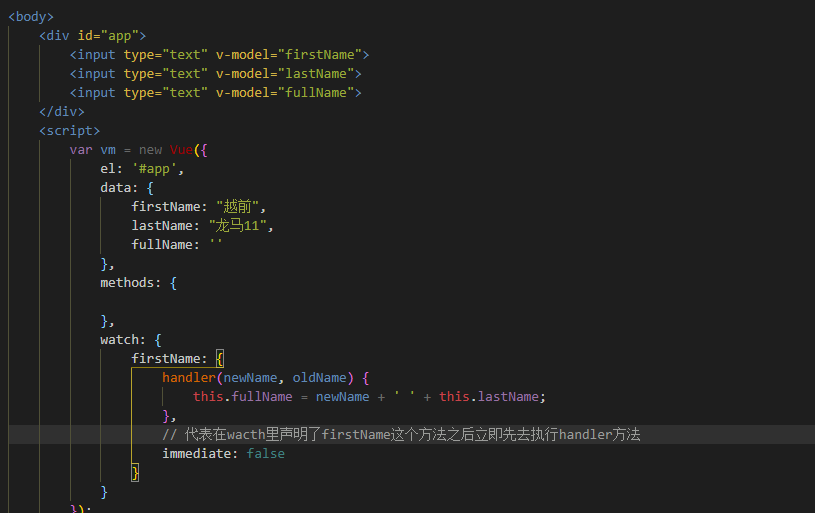 <body>
<div id="app">
<input type="text" v-model="firstName">
<input type="text" v-model="lastName">
<input type="text" v-model="fullName">
</div>
<script>
var vm = new Vue({
el: '#app',
data: {
firstName: "越前",
lastName: "龙马11",
fullName: ''
},
methods: {
},
watch: {
firstName: {
handler(newName, oldName) {
this.fullName = newName + ' ' + this.lastName;
},
// 代表在wacth里声明了firstName这个方法之后立即先去执行handler方法
immediate: false
}
}
});